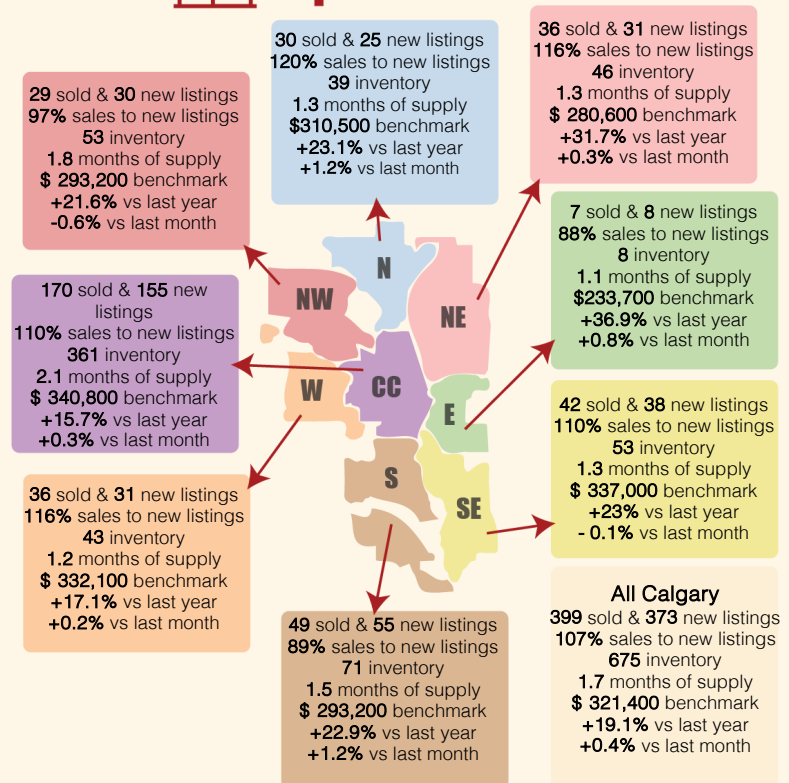 30 sold & 25 new listings
120% sales to new listings
39 inventory
1.3 months of supply
$310,500 benchmark
+23.1% vs last year
+1.2% vs last month
36 sold & 31 new listings
116% sales to new listings
46 inventory
1.3 months of supply
$ 280,600 benchmark
+31.7% vs last year
+0.3% vs last month
29 sold & 30 new listings
97% sales to new listings
53 inventory
1.8 months of supply
$ 293,200 benchmark
+21.6% vs last year
-0.6% vs last month
7 sold & 8 new listings
88% sales to new listings
8 inventory
1.1 months of supply
$233,700 benchmark
+36.9% vs last year
+0.8% vs last month
N
NW
NE
W
CC
E
S
SE
170 sold & 155 new
listings
110% sales to new listings
361 inventory
2.1 months of supply
$ 340,800 benchmark
+15.7% vs last year
+0.3% vs last month
42 sold & 38 new listings
110% sales to new listings
53 inventory
1.3 months of supply
$ 337,000 benchmark
+23% vs last year
- 0.1% vs last month
36 sold & 31 new listings
116% sales to new listings
43 inventory
1.2 months of supply
$ 332,100 benchmark
+17.1% vs last year
+0.2% vs last month
49 sold & 55 new listings
89% sales to new listings
71 inventory
1.5 months of supply
$ 293,200 benchmark
+22.9% vs last year
+1.2% vs last month
All Calgary
399 sold & 373 new listings
107% sales to new listings
675 inventory
1.7 months of supply
$ 321,400 benchmark
+19.1% vs last year
+0.4% vs last month